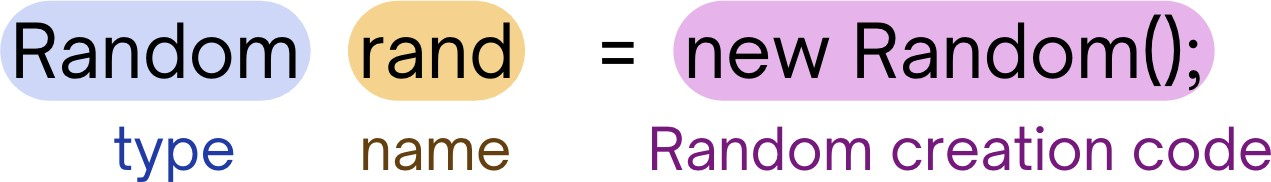 Random rand = new Random();
type name Random creation code